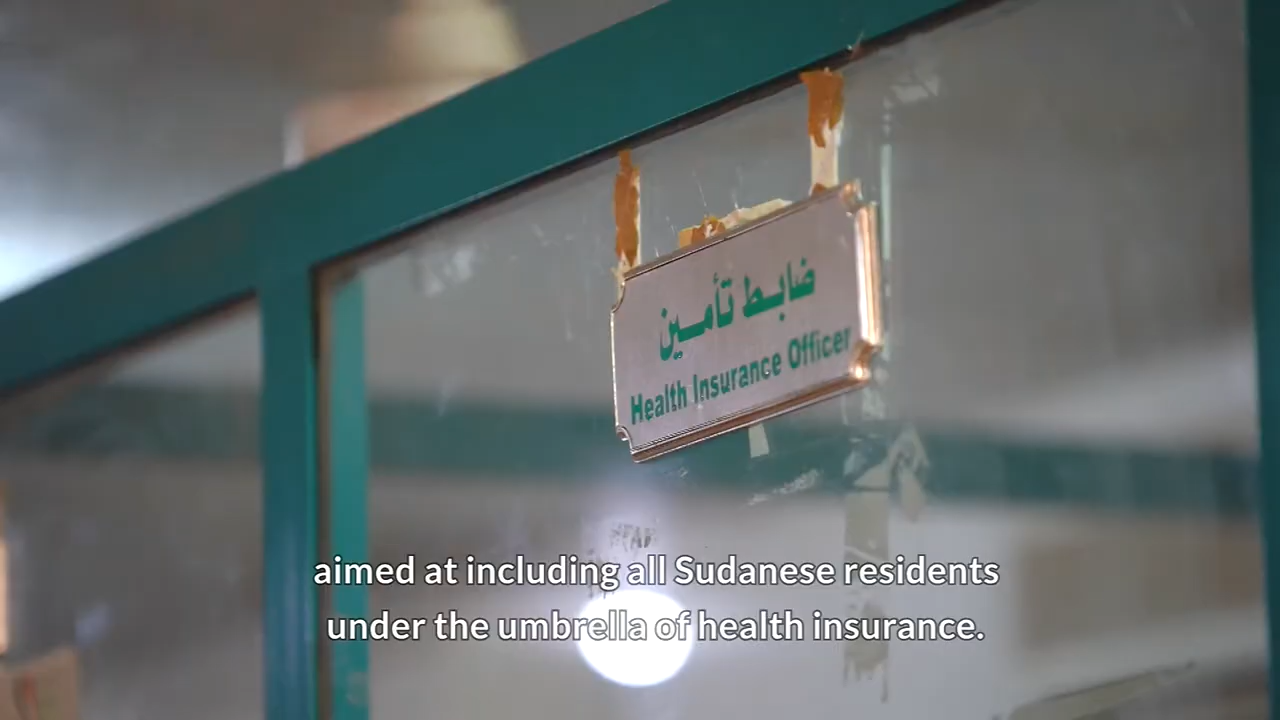 ضابط تأمين
Health Insurance Officer
aimed at including all Sudanese residents
under the umbrella of health insurance.